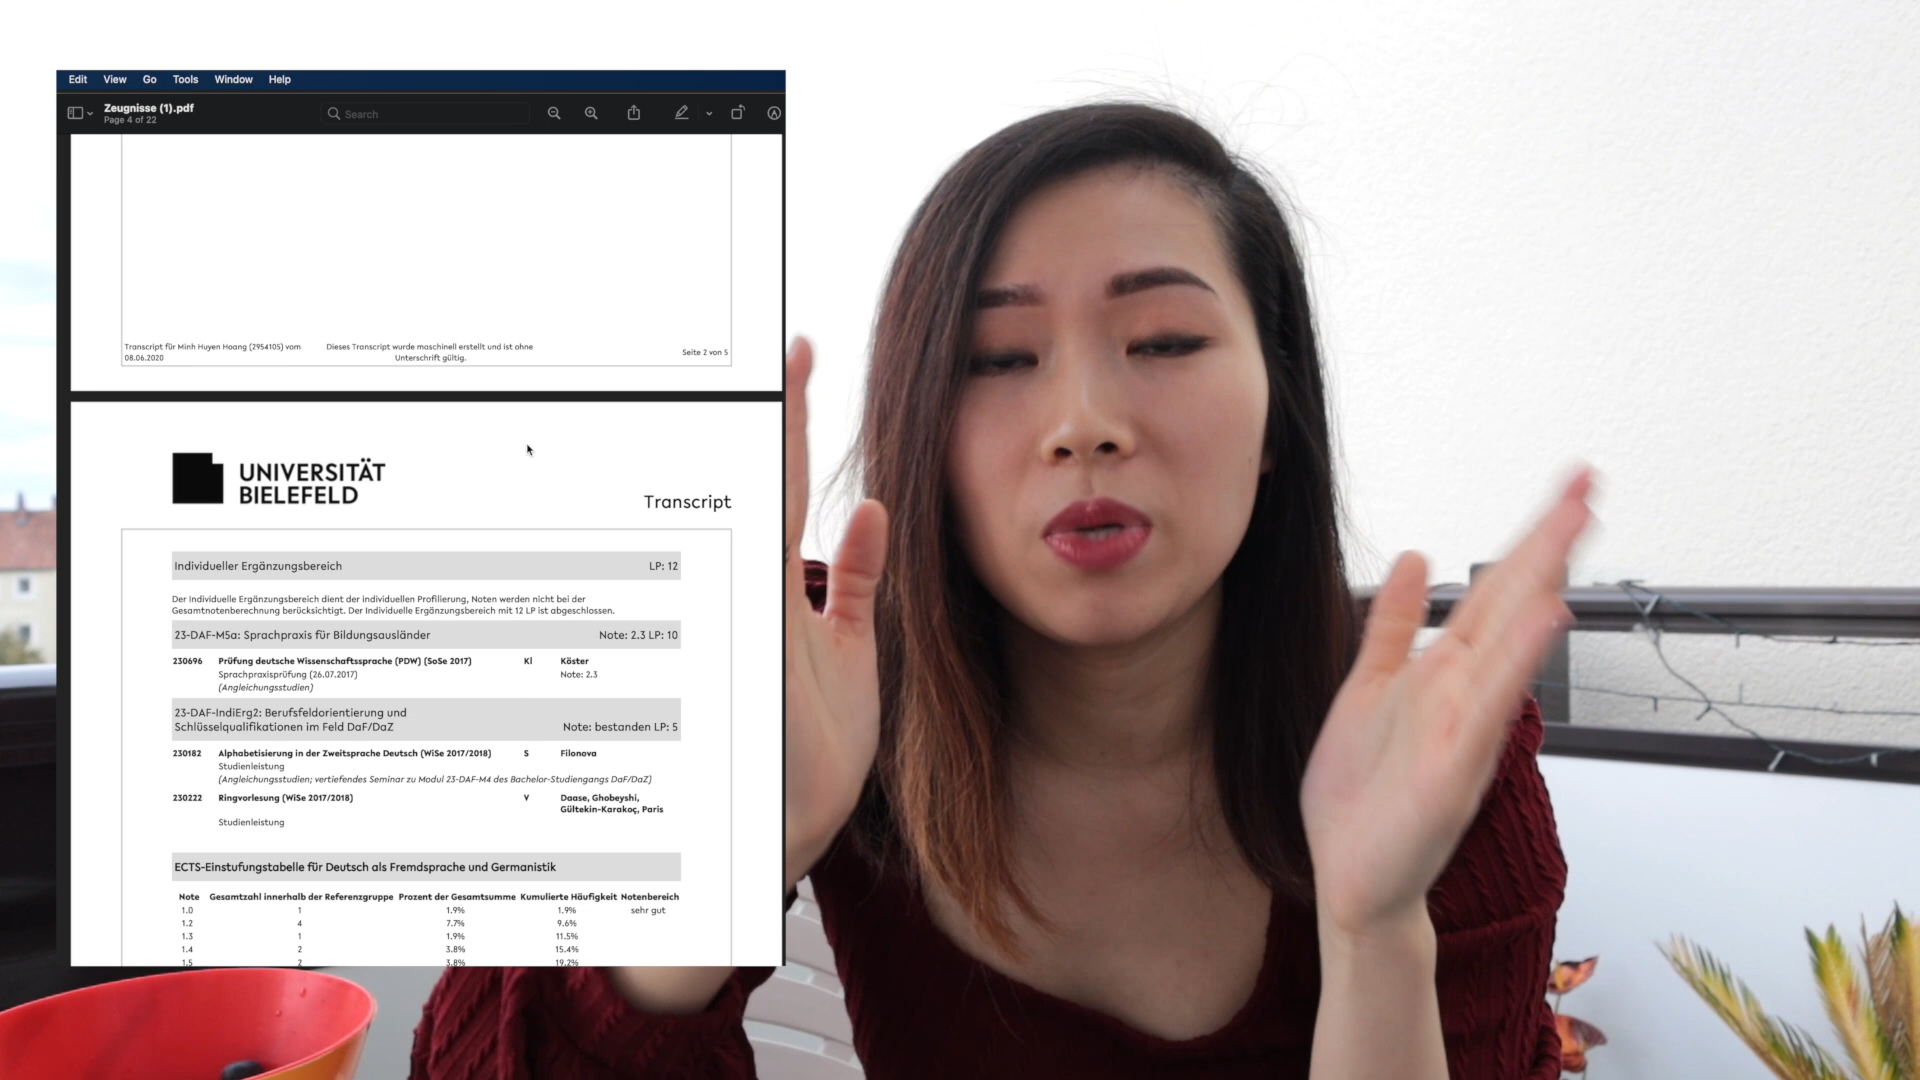 Edit View Go Tools Window Help
Zeugnisse (1).pdf
Page 4 of 22
Search
Transcript für Minh Huyen Hoang (2954105) vom
08.06.2020
Dieses Transcript wurde maschinell erstellt und ist ohne
Unterschrift gültig.
Seite 2 von 5
UNIVERSITÄT
BIELEFELD
Transcript
Individueller Ergänzungsbereich LP: 12
Der Individuelle Ergänzungsbereich dient der individuellen Profilierung, Noten werden nicht bei der
Gesamtnotenberechnung berücksichtigt. Der Individuelle Ergänzungsbereich mit 12 LP ist abgeschlossen.
23-DAF-M5a: Sprachpraxis für Bildungsausländer Note: 2.3 LP: 10
230696 Prüfung deutsche Wissenschaftssprache (PDW) (SoSe 2017) Kl Köster
Sprachpraxisprüfung (26.07.2017) Note: 2.3
(Angleichungsstudien)
23-DAF-IndiErg2: Berufsfeldorientierung und
Schlüsselqualifikationen im Feld DaF/DaZ Note: bestanden LP: 5
230182 Alphabetisierung in der Zweitsprache Deutsch (WiSe 2017/2018) S Filonova
Studienleistung
(Angleichungsstudien; vertiefendes Seminar zu Modul 23-DAF-M4 des Bachelor-Studiengangs DaF/DaZ)
230222 Ringvorlesung (WiSe 2017/2018) V Daase, Ghobeyshi,
Gültekin-Karakoç, Paris
Studienleistung
ECTS-Einstufungstabelle für Deutsch als Fremdsprache und Germanistik
Note Gesamtzahl innerhalb der Referenzgruppe Prozent der Gesamtsumme Kumulierte Häufigkeit Notenbereich
1.0 1 1.9% 1.9% sehr gut
1.2 4 7.7% 9.6%
1.3 1 1.9% 11.5%
1.4 2 3.8% 15.4%
1.5 2 3.8% 19.2%